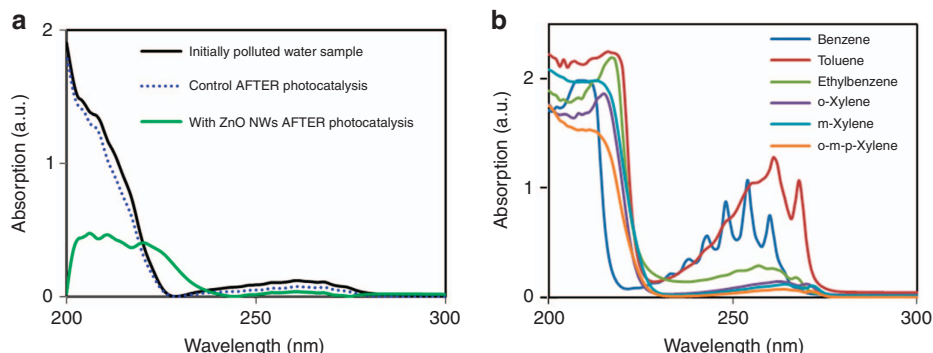 a
2
1
0
200
250
300
Absorption (a.u.)
Wavelength (nm)
Initially polluted water sample
Control AFTER photocatalysis
With ZnO NWs AFTER photocatalysis
b
2
1
0
200
250
300
Absorption (a.u.)
Wavelength (nm)
Benzene
Toluene
Ethylbenzene
o-Xylene
m-Xylene
o-m-p-Xylene